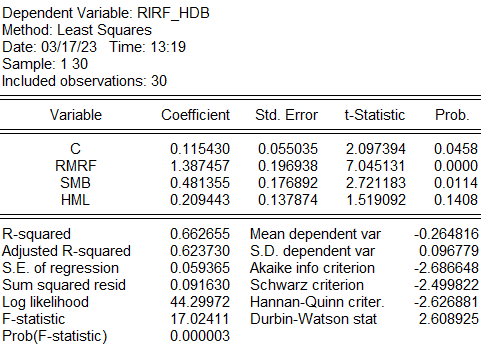 Dependent Variable: RIRF_HDB
Method: Least Squares
Date: 03/17/23 Time: 13:19
Sample: 1 30
Included observations: 30
Variable Coefficient Std. Error t-Statistic Prob.
C 0.115430 0.055035 2.097394 0.0458
RMRF 1.387457 0.196938 7.045131 0.0000
SMB 0.481355 0.176892 2.721183 0.0114
HML 0.209443 0.137874 1.519092 0.1408
R-squared 0.662655 Mean dependent var -0.264816
Adjusted R-squared 0.623730 S.D. dependent var 0.096779
S.E. of regression 0.059365 Akaike info criterion -2.686648
Sum squared resid 0.091630 Schwarz criterion -2.499822
Log likelihood 44.29972 Hannan-Quinn criter. -2.626881
F-statistic 17.02411 Durbin-Watson stat 2.608925
Prob(F-statistic) 0.000003